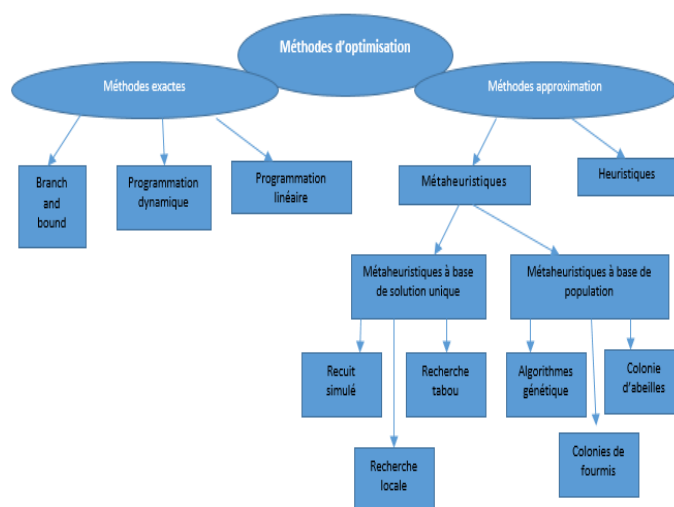 Méthodes d'optimisation
Méthodes exactes
Méthodes approximation
Branch
and
bound
Programmation
dynamique
Programmation
linéaire
Métaheuristiques
Heuristiques
Métaheuristiques à base
de solution unique
Métaheuristiques à base de
population
Recuit
simulé
Recherche
tabou
Algorithmes
génétique
Colonie
d'abeilles
Recherche
locale
Colonies de
fourmis